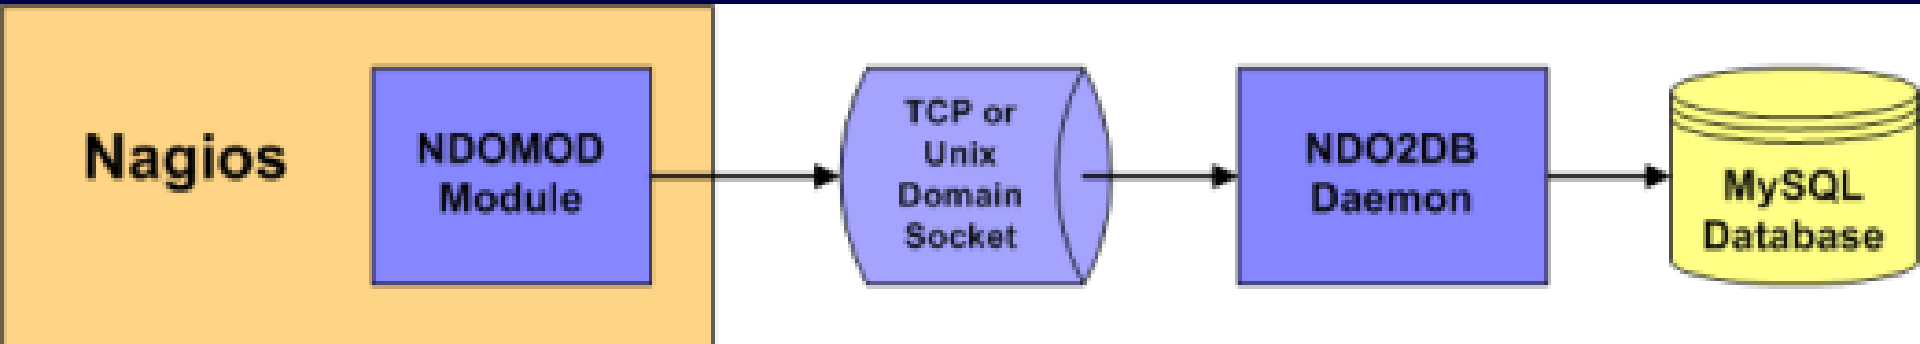 Nagios
NDOMOD
Module
TCP or
Unix
Domain
Socket
NDO2DB
Daemon
MySQL
Database